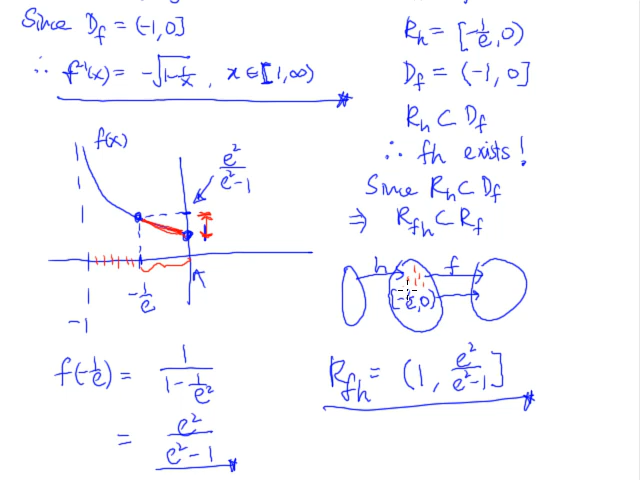 Since D_f = (-1, 0]
∴ f⁻¹(x) = -√(1-1/x) , x ∈ [1, ∞)
f(x)
e²/(e²-1)
1
-1/e
-1
f(-1/e) = 1/(1-1/e²)
= e²/(e²-1)
R_h = [-1/e, 0)
D_f = (-1, 0]
R_h ⊂ D_f
∴ fh exists!
Since R_h ⊂ D_f
⇒ R_fh ⊂ R_f
h f
[-1/e, 0)
R_fh = (1, e²/(e²-1)]